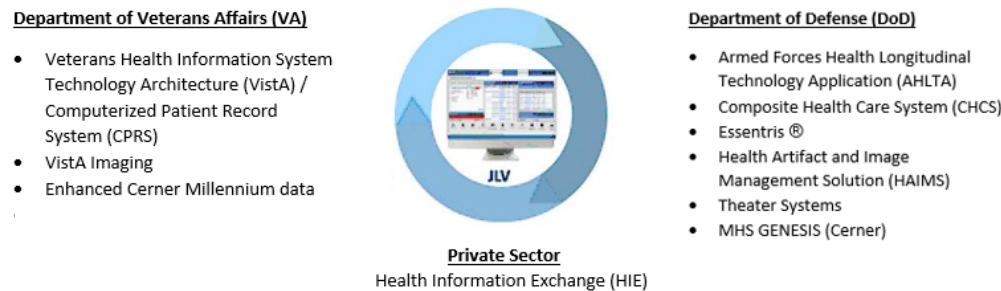 Department of Veterans Affairs (VA)
• Veterans Health Information System
Technology Architecture (VistA) /
Computerized Patient Record
System (CPRS)
• VistA Imaging
• Enhanced Cerner Millennium data
JLV
Private Sector
Health Information Exchange (HIE)
Department of Defense (DoD)
• Armed Forces Health Longitudinal
Technology Application (AHLTA)
• Composite Health Care System (CHCS)
• Essentris ®
• Health Artifact and Image
Management Solution (HAIMS)
• Theater Systems
• MHS GENESIS (Cerner)